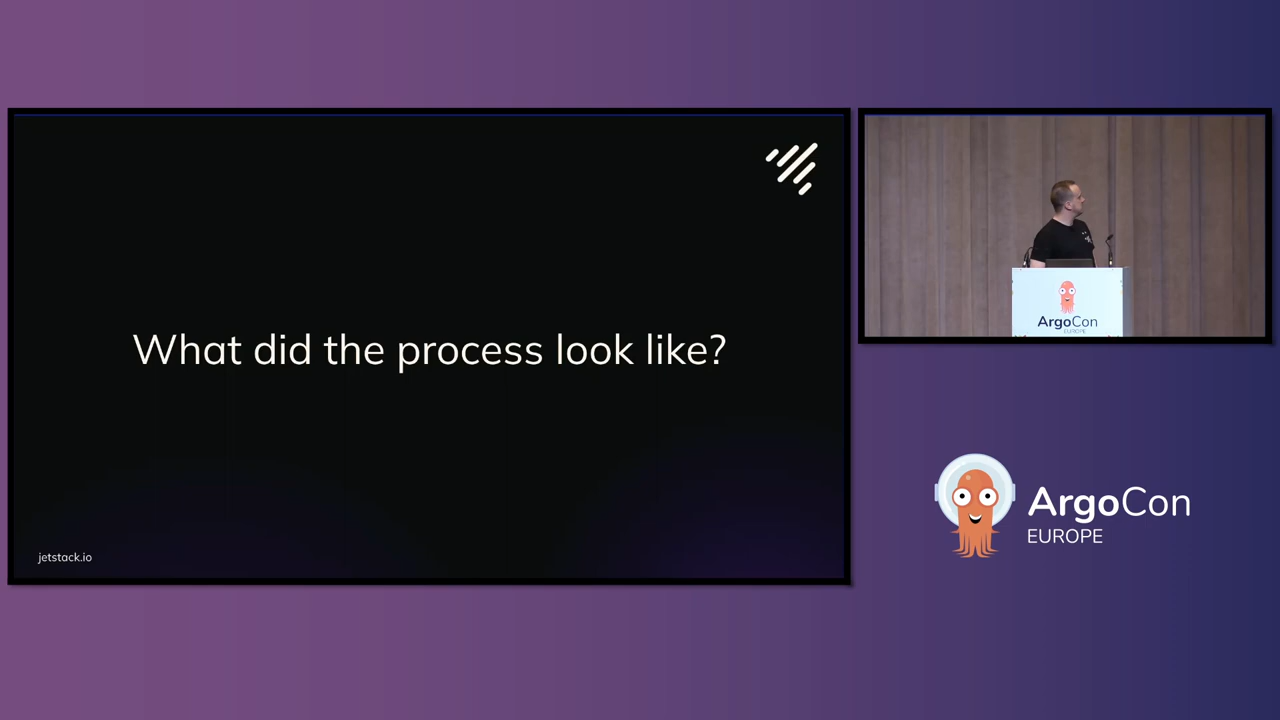 What did the process look like?
jetstack.io
ArgoCon
EUROPE
ArgoCon
EUROPE